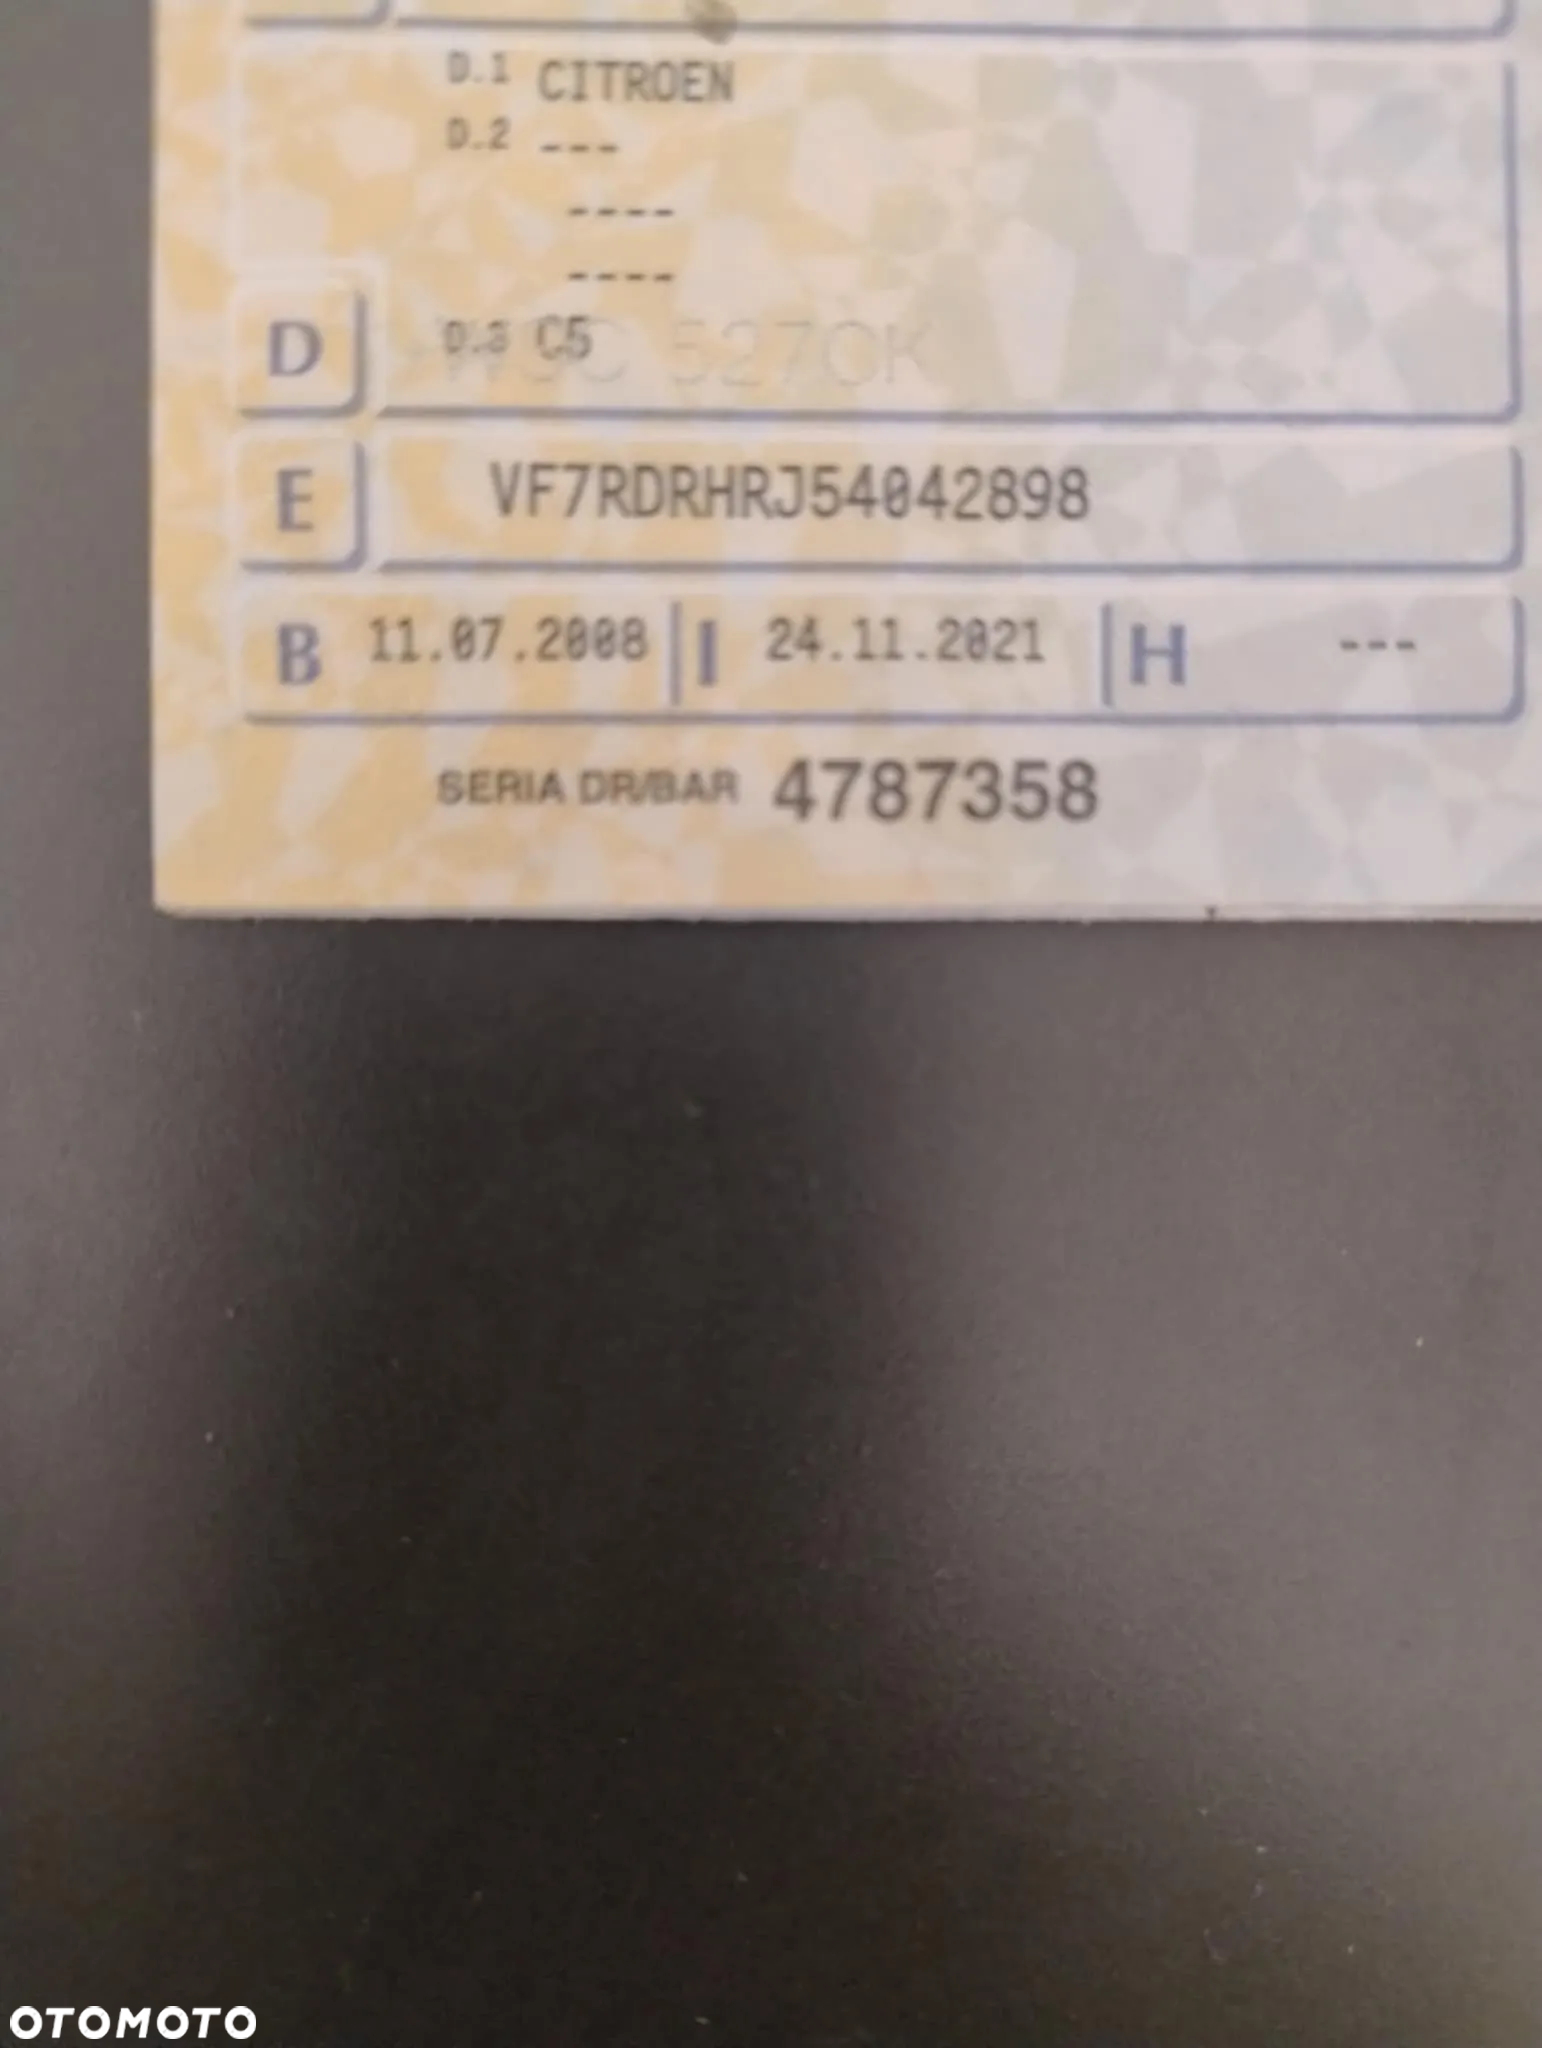 D.1 CITROEN
D.2 ---
----
----
D D.3 C5
E VF7RDRHRJ54042898
B 11.07.2008 I 24.11.2021 H ---
SERIA DR/BAR 4787358
OTOMOTO